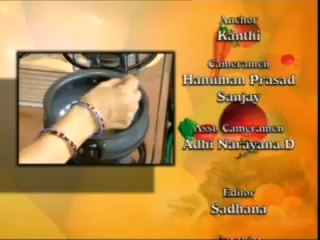 Anchor
Kanthi
Cameramen
Hanuman Prasad
Sanjay
Asst Cameramen
Adhi Narayana.D
Editor
Sadhana